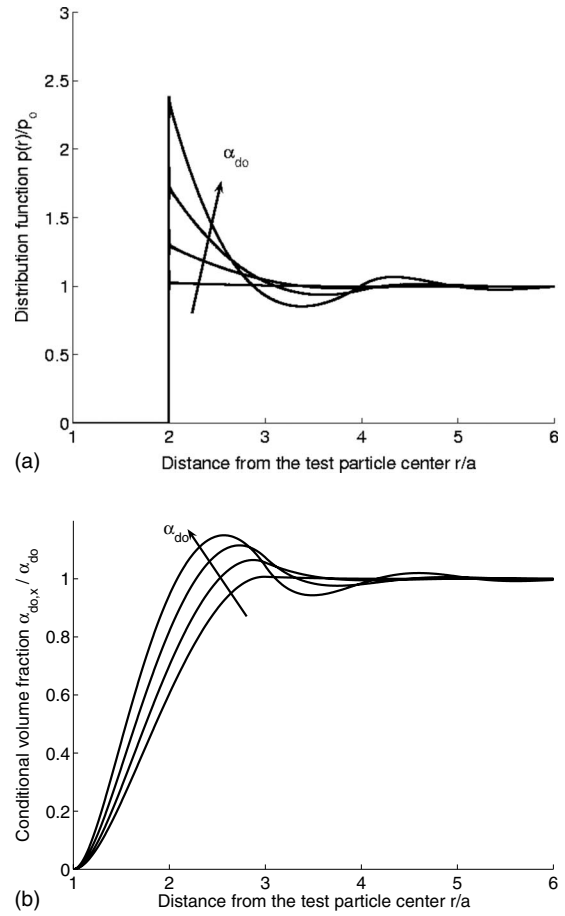 3
2.5
2
1.5
1
0.5
0
Distribution function p(r)/p₀
α_do
1 2 3 4 5 6
(a)
Distance from the test particle center r/a
1
0.8
0.6
0.4
0.2
0
Conditional volume fraction α_do,x / α_do
α_do
1 2 3 4 5 6
(b)
Distance from the test particle center r/a